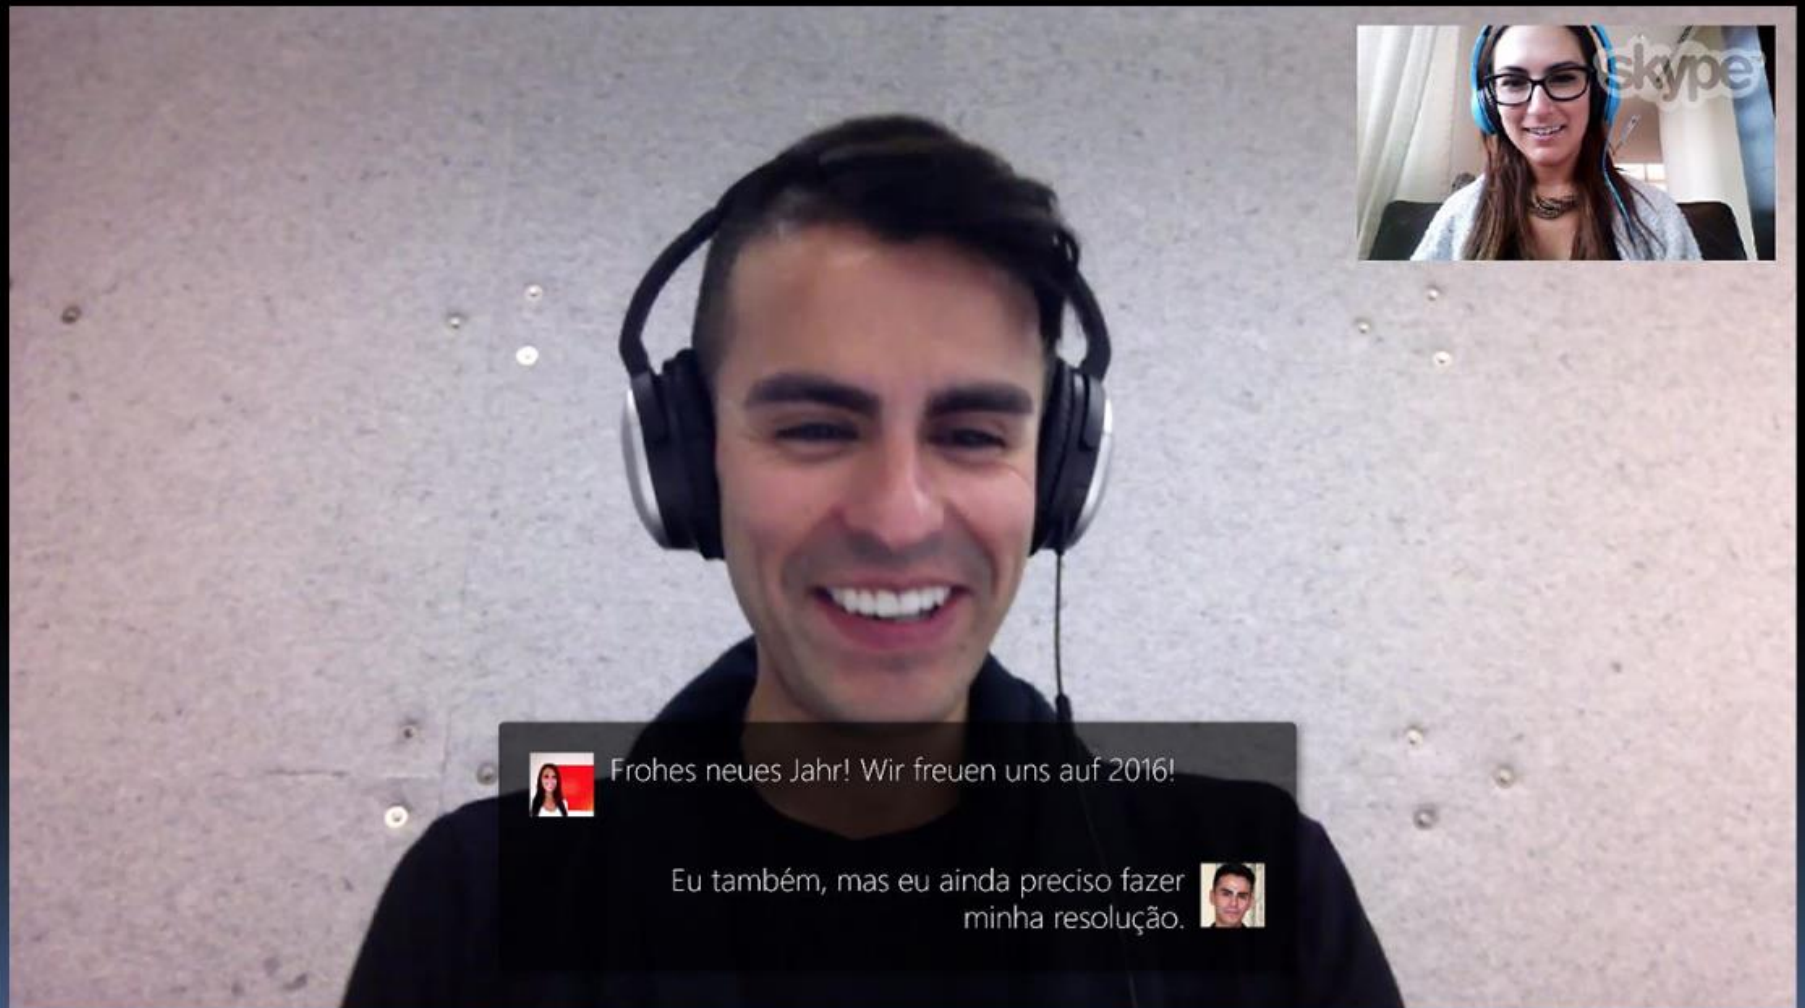 skype
Frohes neues Jahr! Wir freuen uns auf 2016!
Eu também, mas eu ainda preciso fazer
minha resolução.